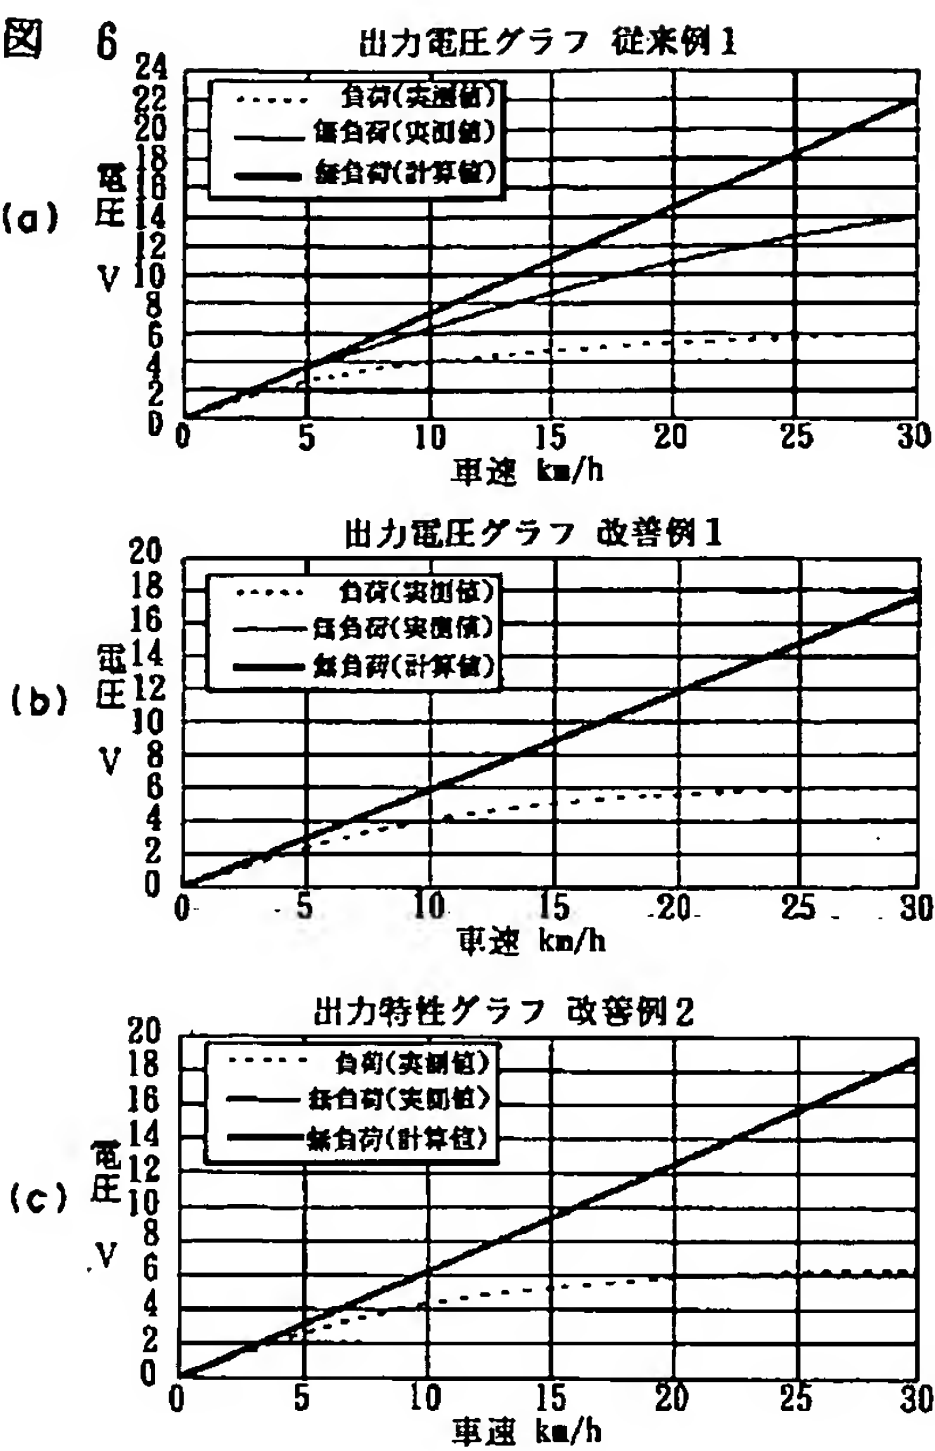 図 6
出力電圧グラフ 従来例1
(a)
電圧 V
24
22
20
18
16
14
12
10
8
6
4
2
0
負荷(実測値)
無負荷(実測値)
無負荷(計算値)
0 5 10 15 20 25 30
車速 km/h
出力電圧グラフ 改善例1
(b)
電圧 V
20
18
16
14
12
10
8
6
4
2
0
負荷(実測値)
無負荷(実測値)
無負荷(計算値)
0 5 10 15 20 25 30
車速 km/h
出力特性グラフ 改善例2
(c)
電圧 V
20
18
16
14
12
10
8
6
4
2
0
負荷(実測値)
無負荷(実測値)
無負荷(計算値)
0 5 10 15 20 25 30
車速 km/h